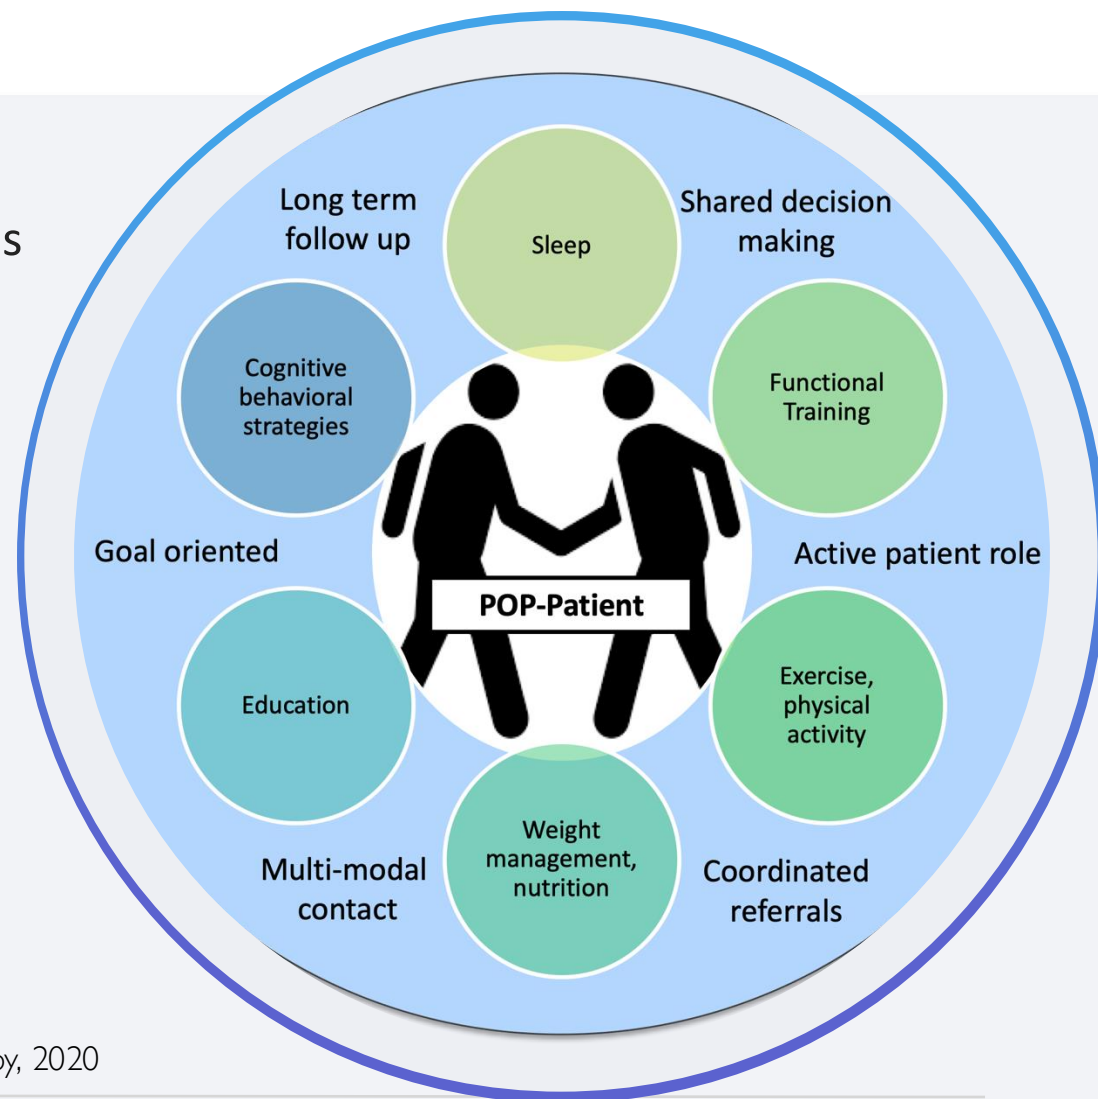 s
Long term
follow up
Sleep
Shared decision
making
Cognitive
behavioral
strategies
Functional
Training
Goal oriented
POP-Patient
Active patient role
Education
Exercise,
physical
activity
Multi-modal
contact
Weight
management,
nutrition
Coordinated
referrals
2020